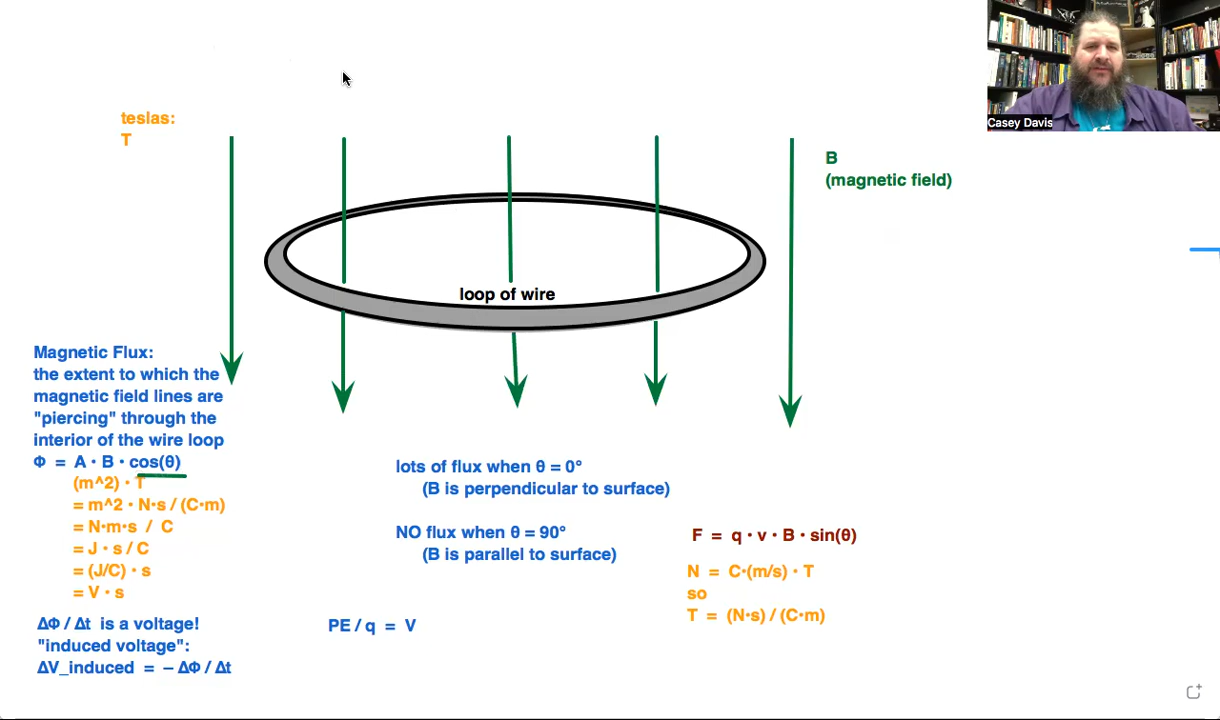 Casey Davis
teslas:
T
B
(magnetic field)
loop of wire
Magnetic Flux:
the extent to which the
magnetic field lines are
"piercing" through the
interior of the wire loop
Φ = A · B · cos(θ)
(m^2) · T
= m^2 · N·s / (C·m)
= N·m·s / C
= J · s / C
= (J/C) · s
= V · s
ΔΦ / Δt is a voltage!
"induced voltage":
ΔV_induced = – ΔΦ / Δt
lots of flux when θ = 0°
(B is perpendicular to surface)
NO flux when θ = 90°
(B is parallel to surface)
PE / q = V
F = q · v · B · sin(θ)
N = C·(m/s) · T
so
T = (N·s) / (C·m)